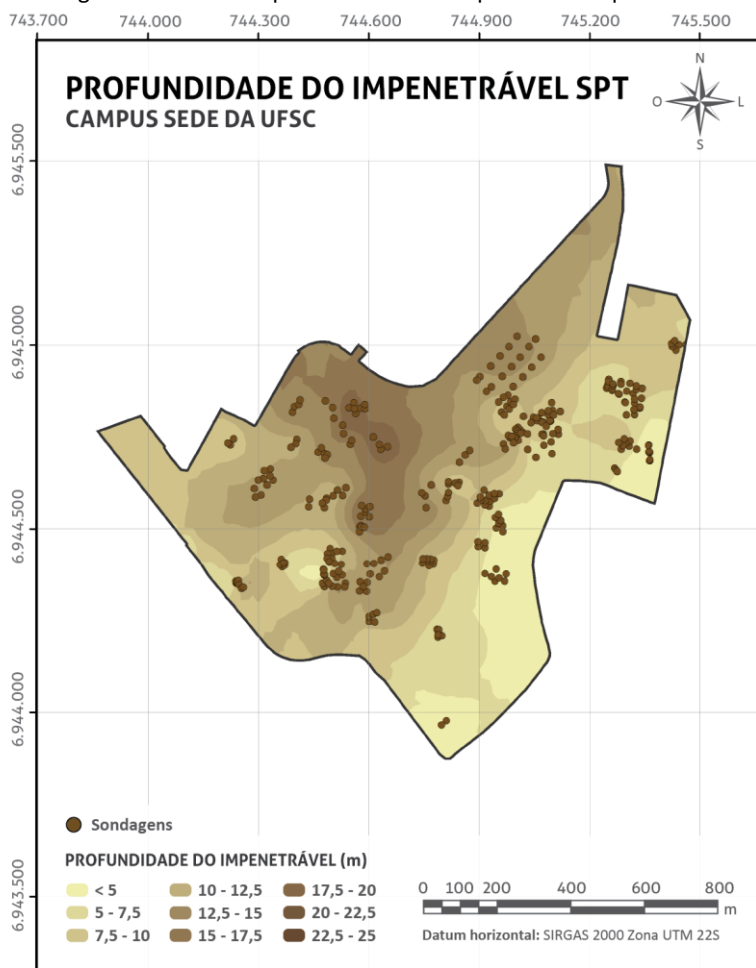 743.700 744.000 744.300 744.600 744.900 745.200 745.500
PROFUNDIDADE DO IMPENETRÁVEL SPT
CAMPUS SEDE DA UFSC
N
O L
S
6.945.500
6.945.000
6.944.500
6.944.000
6.943.500
Sondagens
PROFUNDIDADE DO IMPENETRÁVEL (m)
< 5 10 - 12,5 17,5 - 20
5 - 7,5 12,5 - 15 20 - 22,5
7,5 - 10 15 - 17,5 22,5 - 25
0 100 200 400 600 800
m
Datum horizontal: SIRGAS 2000 Zona UTM 22S